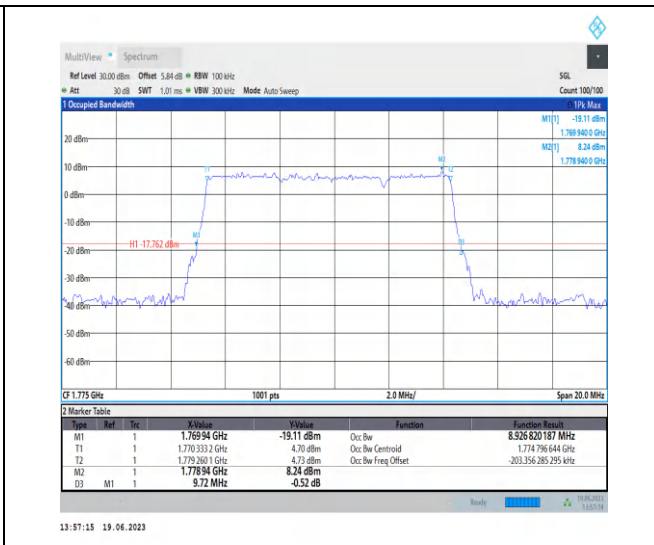 MultiView Spectrum
Ref Level 30.00 dBm Offset 5.84 dB RBW 100 kHz SGL
Att 30 dB SWT 1.01 ms VBW 300 kHz Mode Auto Sweep Count 100/100
1 Occupied Bandwidth 1Pk Max
M1[1] -19.11 dBm
1.769 940 0 GHz
20 dBm
M2[1] 8.24 dBm
1.778 940 0 GHz
M2
10 dBm
T1 T2
0 dBm
-10 dBm
M1
H1 -17.762 dBm
D3
-20 dBm
-30 dBm
-40 dBm
-50 dBm
-60 dBm
CF 1.775 GHz 1001 pts 2.0 MHz/ Span 20.0 MHz
2 Marker Table
Type Ref Trc X-Value Y-Value Function Function Result
M1 1 1.76994 GHz -19.11 dBm Occ Bw 8.926 820 187 MHz
T1 1 1.770 333 2 GHz 4.70 dBm Occ Bw Centroid 1.774 796 644 GHz
T2 1 1.779 260 1 GHz 4.73 dBm Occ Bw Freq Offset -203.356 285 295 kHz
M2 1 1.77894 GHz 8.24 dBm
D3 M1 1 9.72 MHz -0.52 dB
Ready 19.06.2023
13:57:14
13:57:15 19.06.2023